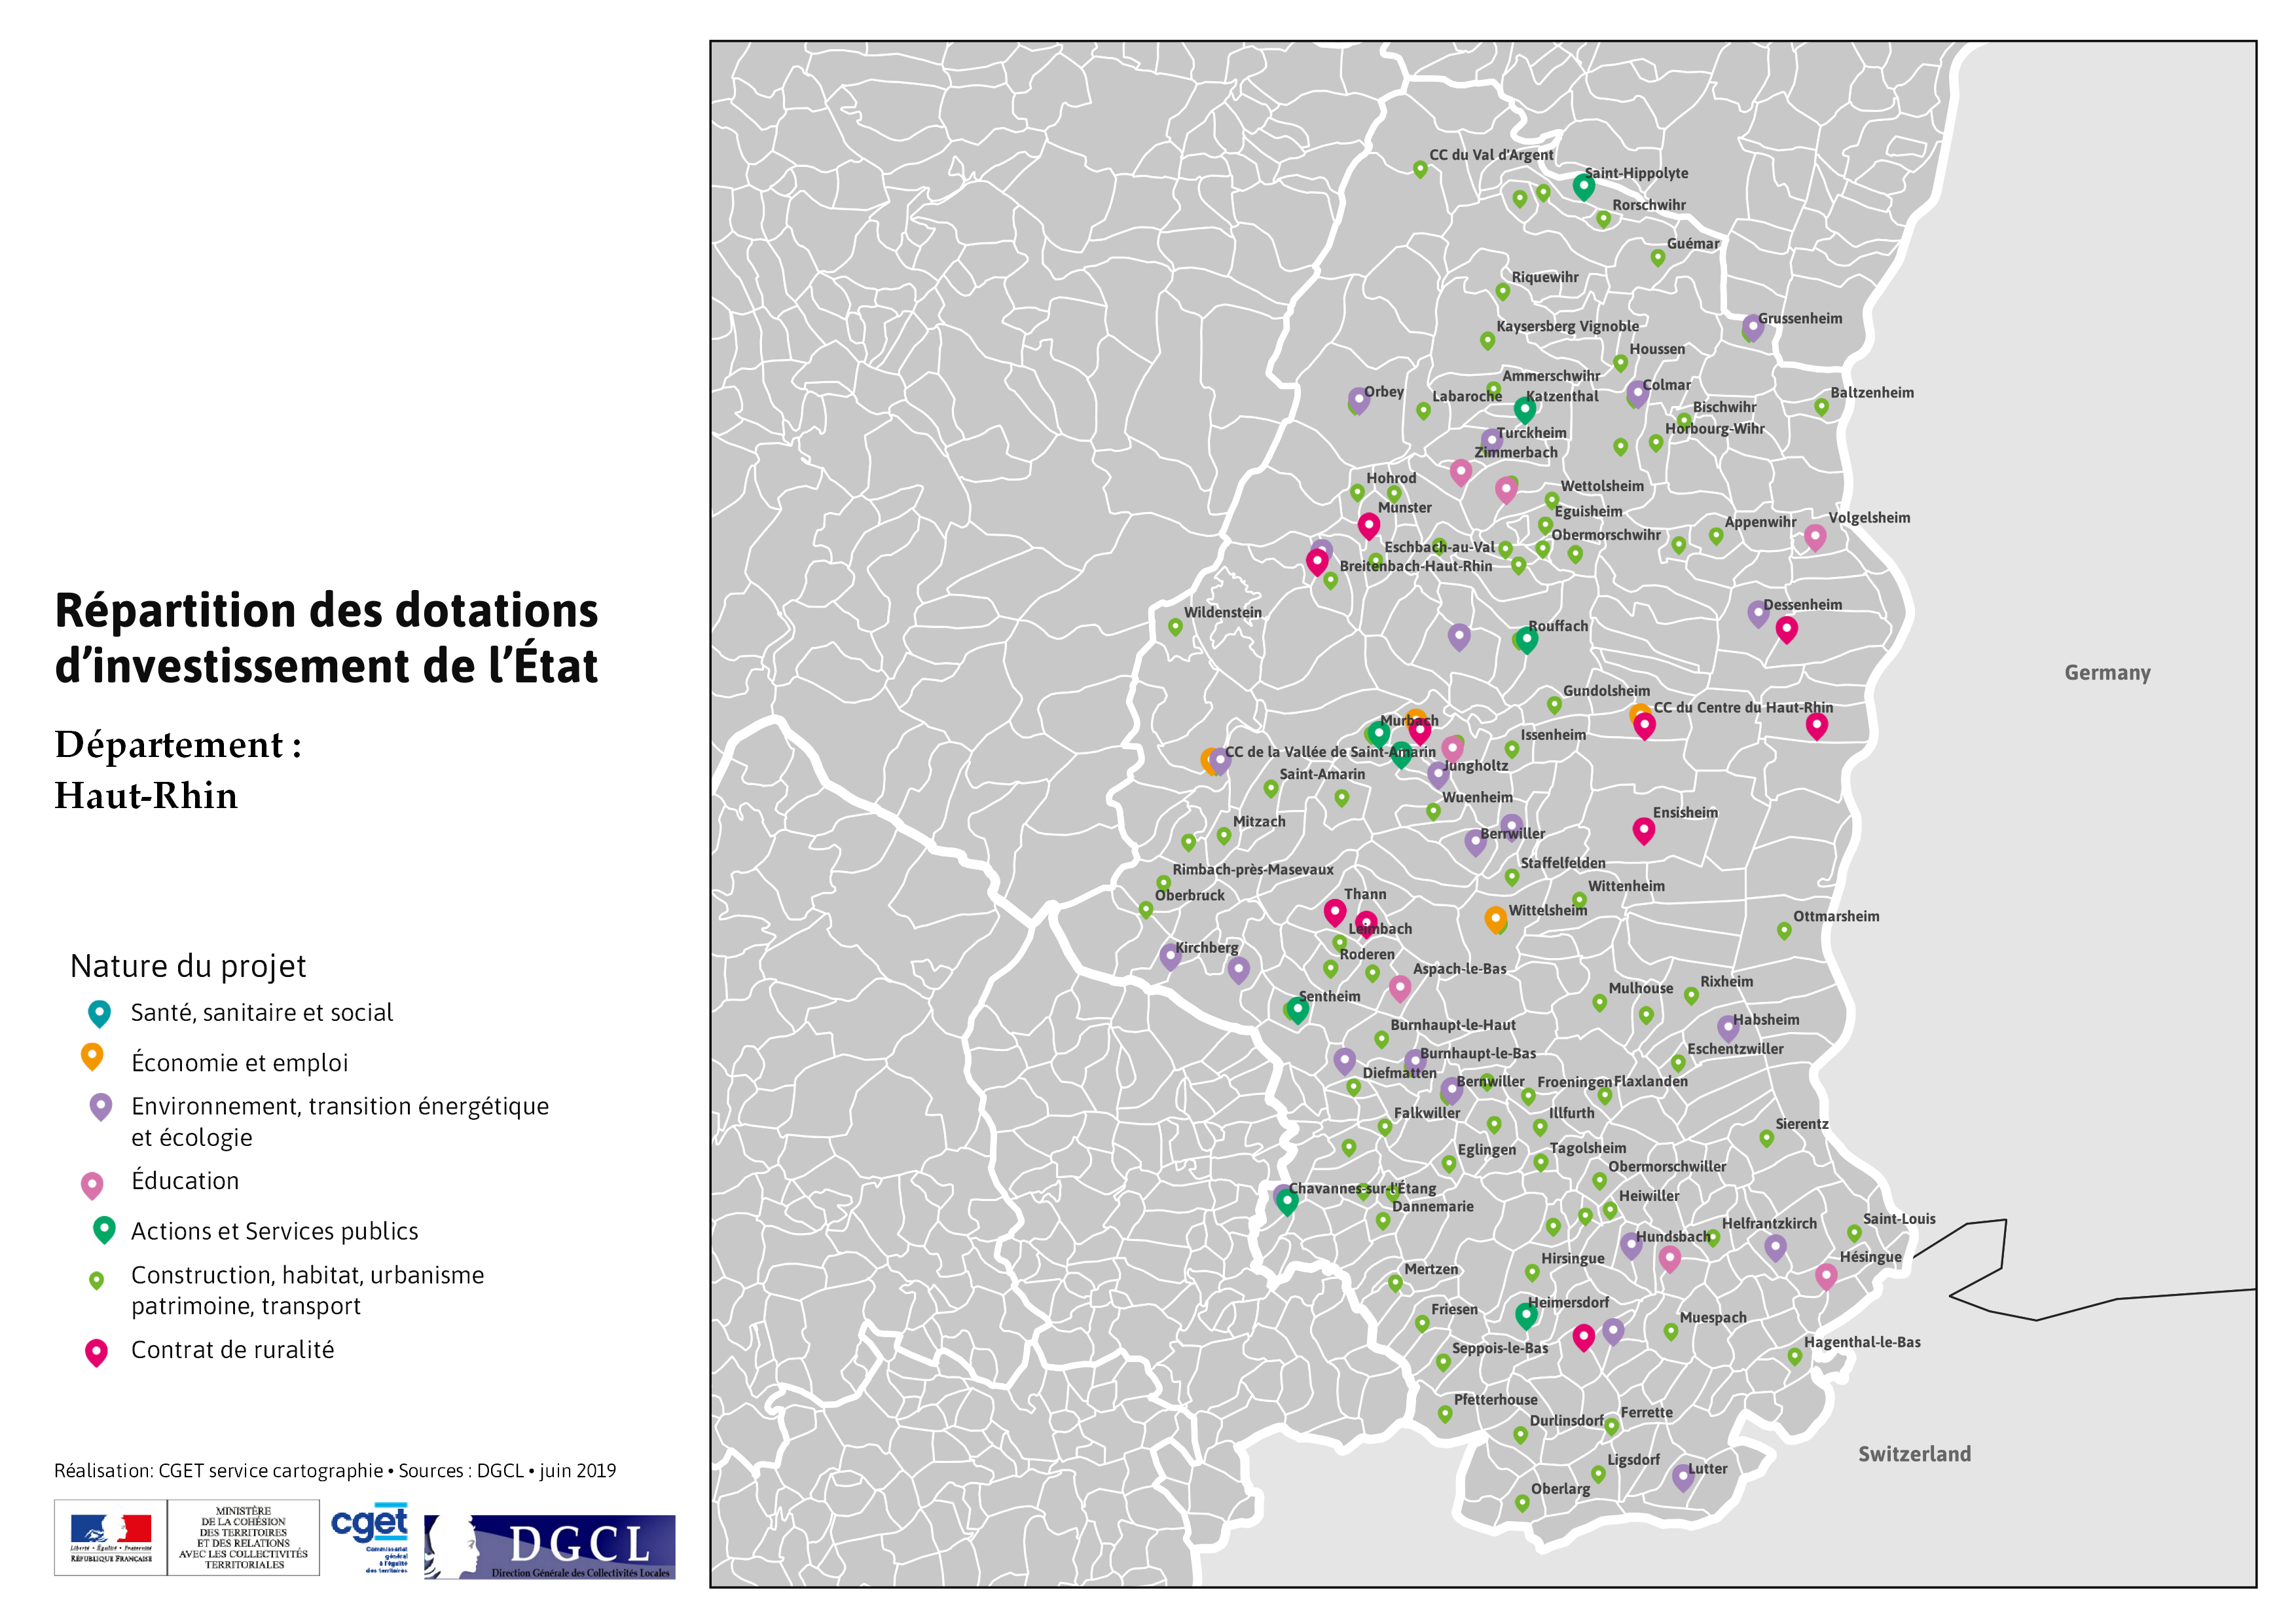 Répartition des dotations
d'investissement de l'État
Département :
Haut-Rhin
Nature du projet
Santé, sanitaire et social
Économie et emploi
Environnement, transition énergétique
et écologie
Éducation
Actions et Services publics
Construction, habitat, urbanisme
patrimoine, transport
Contrat de ruralité
Réalisation: CGET service cartographie • Sources : DGCL • juin 2019
Liberté • Égalité • Fraternité
RÉPUBLIQUE FRANÇAISE
MINISTÈRE
DE LA COHÉSION
DES TERRITOIRES
ET DES RELATIONS
AVEC LES COLLECTIVITÉS
TERRITORIALES
cget
Commissariat
général
à l'égalité
des territoires
DGCL
Direction Générale des Collectivités Locales
CC du Val d'Argent
Saint-Hippolyte
Rorschwihr
Guémar
Riquewihr
Grussenheim
Kaysersberg Vignoble
Houssen
Ammerschwihr
Colmar
Orbey
Labaroche
Katzenthal
Baltzenheim
Bischwihr
Horbourg-Wihr
Turckheim
Zimmerbach
Hohrod
Wettolsheim
Munster
Eguisheim
Volgelsheim
Appenwihr
Obermorschwihr
Eschbach-au-Val
Breitenbach-Haut-Rhin
Dessenheim
Wildenstein
Rouffach
Germany
Gundolsheim
CC du Centre du Haut-Rhin
Murbach
Issenheim
CC de la Vallée de Saint-Amarin
Jungholtz
Saint-Amarin
Wuenheim
Ensisheim
Mitzach
Berrwiller
Staffelfelden
Rimbach-près-Masevaux
Wittenheim
Oberbruck
Thann
Wittelsheim
Ottmarsheim
Leimbach
Kirchberg
Roderen
Aspach-le-Bas
Rixheim
Mulhouse
Sentheim
Habsheim
Burnhaupt-le-Haut
Eschentzwiller
Burnhaupt-le-Bas
Diefmatten
Bernwiller
Froeningen
Flaxlanden
Falkwiller
Illfurth
Sierentz
Eglingen
Tagolsheim
Obermorschwiller
Chavannes-sur-l'Étang
Heiwiller
Dannemarie
Saint-Louis
Helfrantzkirch
Hundsbach
Hésingue
Hirsingue
Mertzen
Heimersdorf
Friesen
Muespach
Hagenthal-le-Bas
Seppois-le-Bas
Pfetterhouse
Ferrette
Durlinsdorf
Switzerland
Ligsdorf
Lutter
Oberlarg